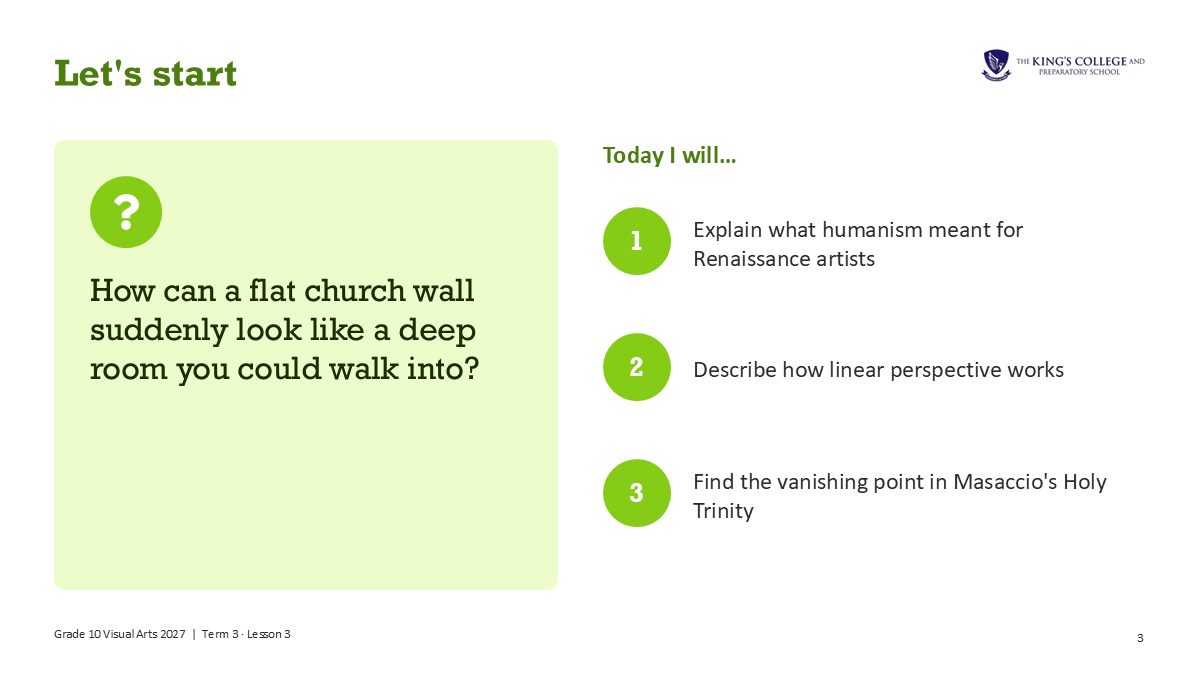 Let's start
THE KING'S COLLEGE AND
PREPARATORY SCHOOL
?
How can a flat church wall
suddenly look like a deep
room you could walk into?
Today I will...
1
Explain what humanism meant for
Renaissance artists
2
Describe how linear perspective works
3
Find the vanishing point in Masaccio's Holy
Trinity
Grade 10 Visual Arts 2027 | Term 3 · Lesson 3
3